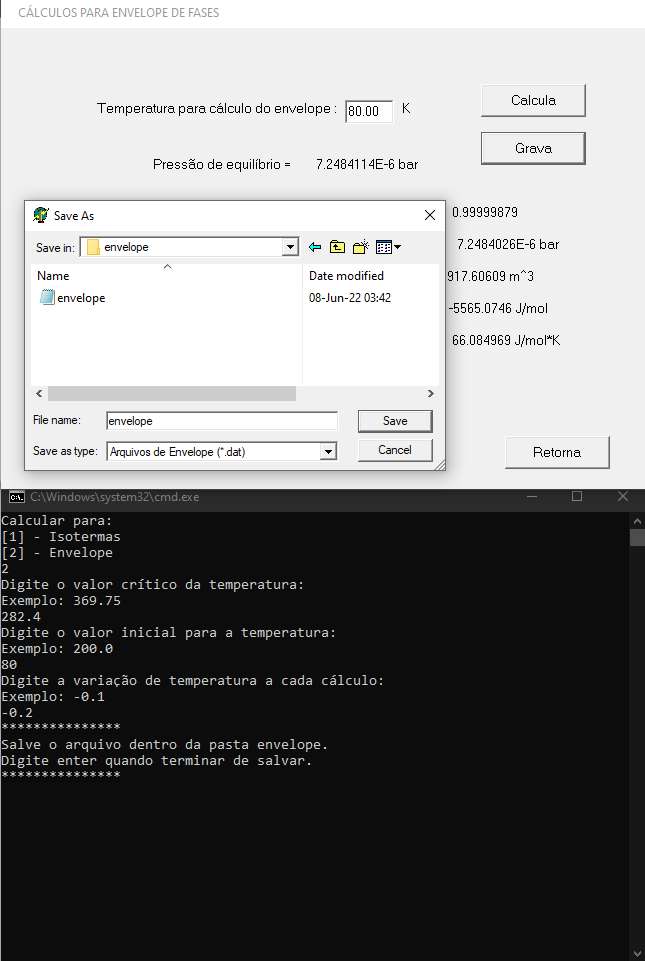 CÁLCULOS PARA ENVELOPE DE FASES
Temperatura para cálculo do envelope : 80.00 K
Calcula
Grava
Pressão de equilíbrio = 7.2484114E-6 bar
0.99999879
7.2484026E-6 bar
917.60609 m^3
-5565.0746 J/mol
66.084969 J/mol*K
Retorna
Save As
Save in: envelope
Name Date modified
envelope 08-Jun-22 03:42
File name: envelope Save
Save as type: Arquivos de Envelope (*.dat) Cancel
C:\Windows\system32\cmd.exe
Calcular para:
[1] - Isotermas
[2] - Envelope
2
Digite o valor crítico da temperatura:
Exemplo: 369.75
282.4
Digite o valor inicial para a temperatura:
Exemplo: 200.0
80
Digite a variação de temperatura a cada cálculo:
Exemplo: -0.1
-0.2
***************
Salve o arquivo dentro da pasta envelope.
Digite enter quando terminar de salvar.
***************